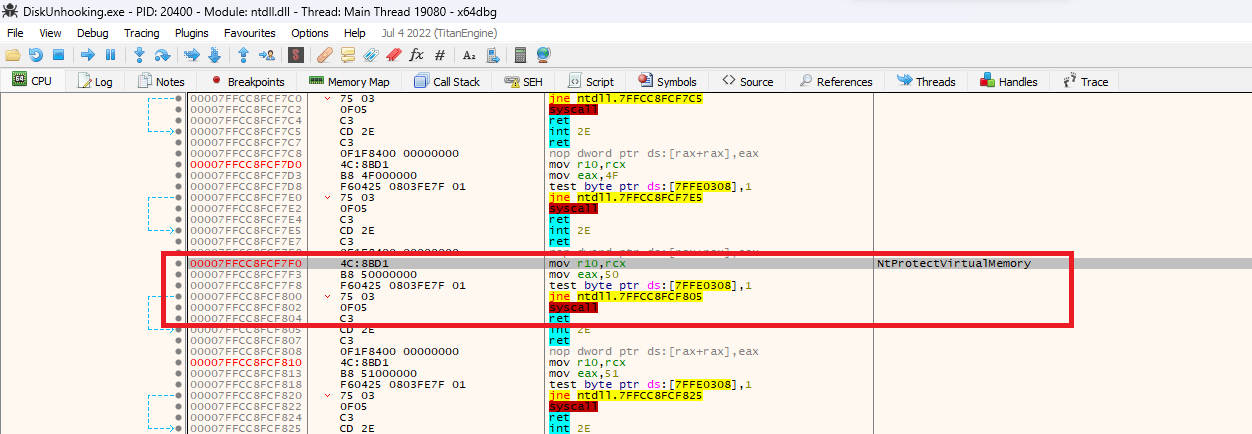 DiskUnhooking.exe - PID: 20400 - Module: ntdll.dll - Thread: Main Thread 19080 - x64dbg
File View Debug Tracing Plugins Favourites Options Help Jul 4 2022 (TitanEngine)
CPU Log Notes Breakpoints Memory Map Call Stack SEH Script Symbols Source References Threads Handles Trace
00007FFCC8FCF7C0 75 03 jne ntdll.7FFCC8FCF7C5
00007FFCC8FCF7C2 0F05 syscall
00007FFCC8FCF7C4 C3 ret
00007FFCC8FCF7C5 CD 2E int 2E
00007FFCC8FCF7C7 C3 ret
00007FFCC8FCF7C8 0F1F8400 00000000 nop dword ptr ds:[rax+rax],eax
00007FFCC8FCF7D0 4C:8BD1 mov r10,rcx
00007FFCC8FCF7D3 B8 4F000000 mov eax,4F
00007FFCC8FCF7D8 F60425 0803FE7F 01 test byte ptr ds:[7FFE0308],1
00007FFCC8FCF7E0 75 03 jne ntdll.7FFCC8FCF7E5
00007FFCC8FCF7E2 0F05 syscall
00007FFCC8FCF7E4 C3 ret
00007FFCC8FCF7E5 CD 2E int 2E
00007FFCC8FCF7E7 C3 ret
00007FFCC8FCF7F0 4C:8BD1 mov r10,rcx NtProtectVirtualMemory
00007FFCC8FCF7F3 B8 50000000 mov eax,50
00007FFCC8FCF7F8 F60425 0803FE7F 01 test byte ptr ds:[7FFE0308],1
00007FFCC8FCF800 75 03 jne ntdll.7FFCC8FCF805
00007FFCC8FCF802 0F05 syscall
00007FFCC8FCF804 C3 ret
00007FFCC8FCF805 CD 2E int 2E
00007FFCC8FCF807 C3 ret
00007FFCC8FCF808 0F1F8400 00000000 nop dword ptr ds:[rax+rax],eax
00007FFCC8FCF810 4C:8BD1 mov r10,rcx
00007FFCC8FCF813 B8 51000000 mov eax,51
00007FFCC8FCF818 F60425 0803FE7F 01 test byte ptr ds:[7FFE0308],1
00007FFCC8FCF820 75 03 jne ntdll.7FFCC8FCF825
00007FFCC8FCF822 0F05 syscall
00007FFCC8FCF824 C3 ret
00007FFCC8FCF825 CD 2E int 2E